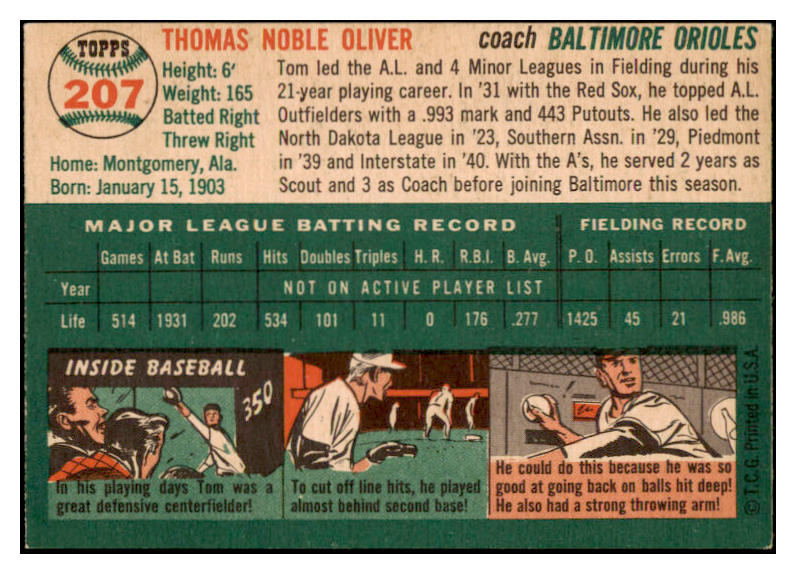 TOPPS
207
THOMAS NOBLE OLIVER
coach BALTIMORE ORIOLES
Height: 6'
Weight: 165
Batted Right
Threw Right
Home: Montgomery, Ala.
Born: January 15, 1903
Tom led the A.L. and 4 Minor Leagues in Fielding during his
21-year playing career. In '31 with the Red Sox, he topped A.L.
Outfielders with a .993 mark and 443 Putouts. He also led the
North Dakota League in '23, Southern Assn. in '29, Piedmont
in '39 and Interstate in '40. With the A's, he served 2 years as
Scout and 3 as Coach before joining Baltimore this season.
MAJOR LEAGUE BATTING RECORD FIELDING RECORD
Games At Bat Runs Hits Doubles Triples H. R. R.B.I. B. Avg. P. O. Assists Errors F. Avg.
Year NOT ON ACTIVE PLAYER LIST
Life 514 1931 202 534 101 11 0 176 .277 1425 45 21 .986
INSIDE BASEBALL
350
In his playing days Tom was a
great defensive centerfielder!
To cut off line hits, he played
almost behind second base!
He could do this because he was so
good at going back on balls hit deep!
He also had a strong throwing arm!
© T.C.G. Printed in U.S.A.